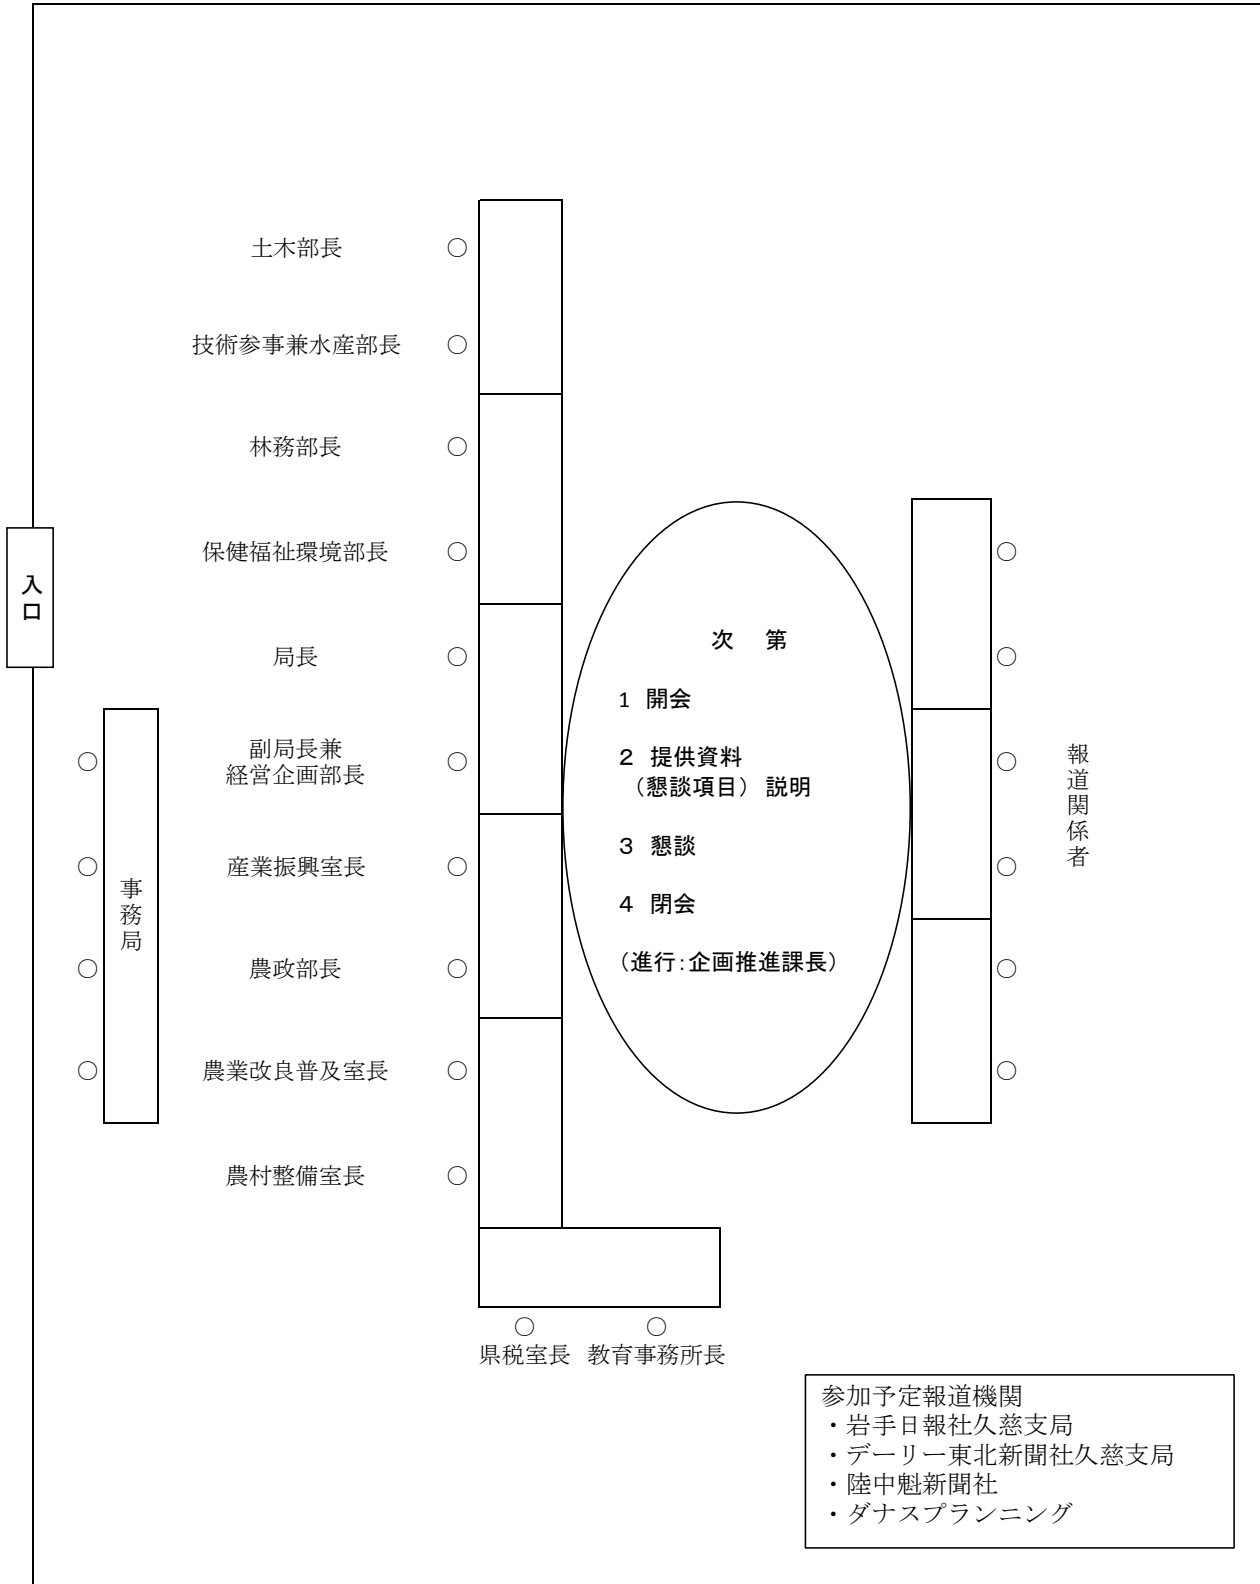 土木部長 ○
技術参事兼水産部長 ○
林務部長 ○
保健福祉環境部長 ○
入口
局長 ○
副局長兼
経営企画部長 ○
産業振興室長 ○
農政部長 ○
農業改良普及室長 ○
農村整備室長 ○
事務局
次 第
1 開会
2 提供資料
(懇談項目) 説明
3 懇談
4 閉会
(進行:企画推進課長)
報道関係者
県税室長 教育事務所長
参加予定報道機関
・岩手日報社久慈支局
・デーリー東北新聞社久慈支局
・陸中魁新聞社
・ダナスプランニング